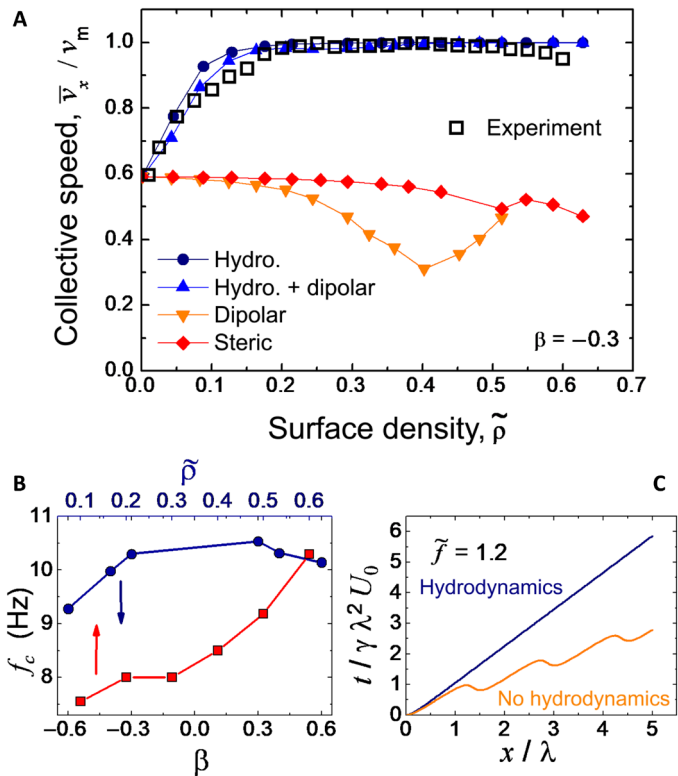 A
Collective speed, v̄ₓ / vₘ
1.0
0.8
0.6
0.4
0.2
0.0
Experiment
Hydro.
Hydro. + dipolar
Dipolar
Steric
β = −0.3
0.0 0.1 0.2 0.3 0.4 0.5 0.6 0.7
Surface density, ρ̃
B
ρ̃
0.1 0.2 0.3 0.4 0.5 0.6
f_c (Hz)
11
10
9
8
7
−0.6 −0.3 0.0 0.3 0.6
β
C
t / γ λ² U₀
6
5
4
3
2
1
0
f̃ = 1.2
Hydrodynamics
No hydrodynamics
0 1 2 3 4 5
x / λ